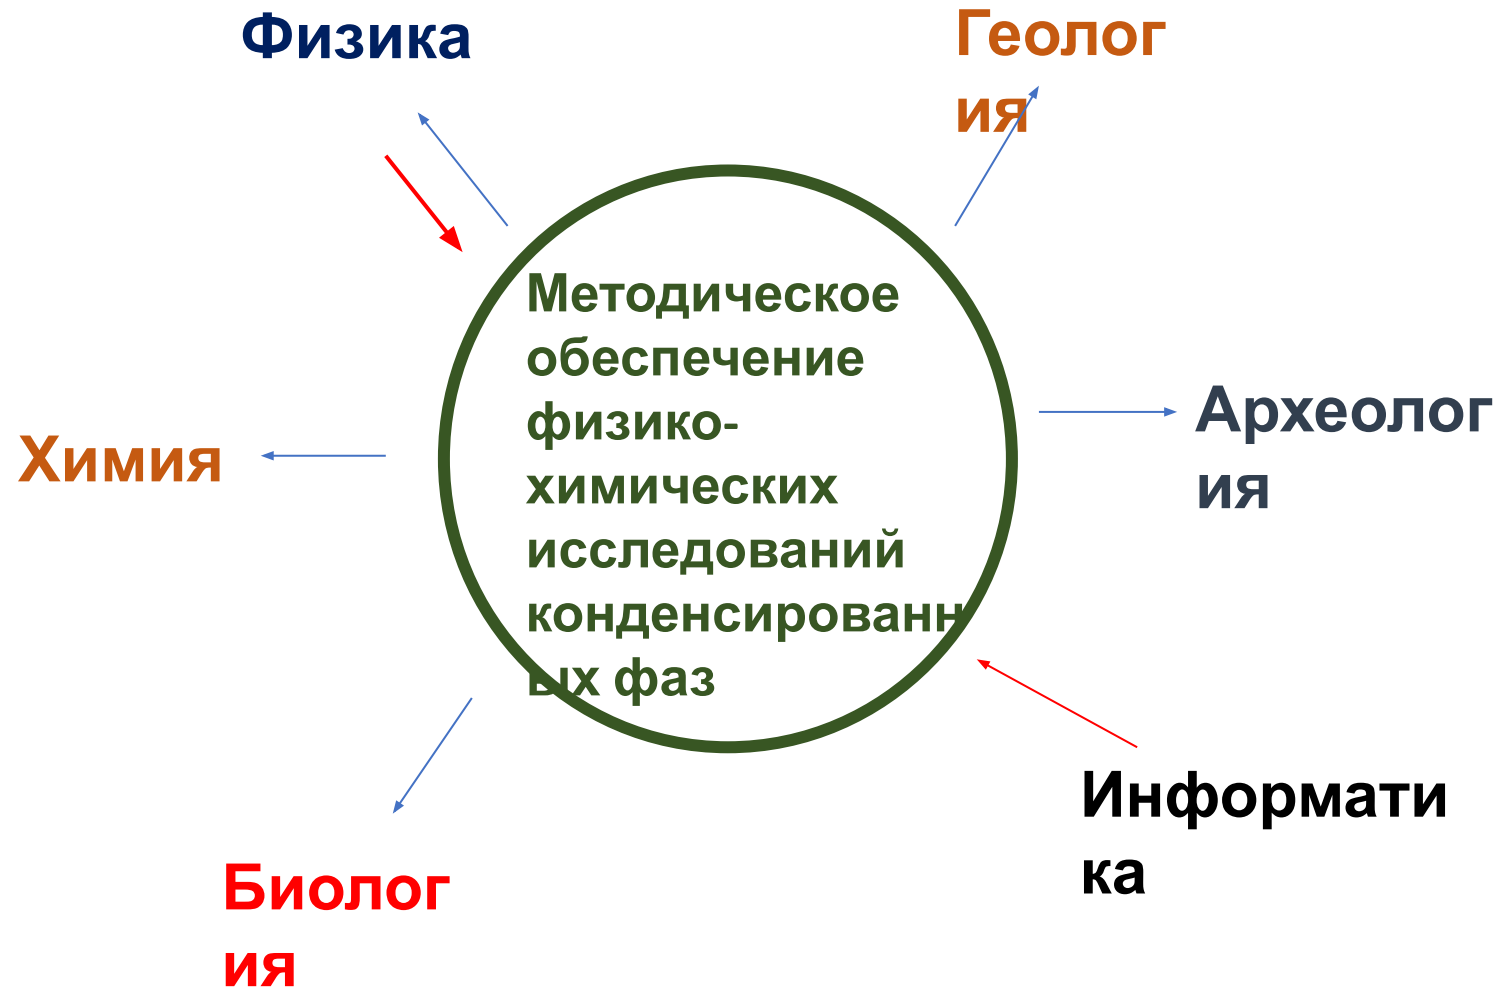 Физика
Геолог
ия
Методическое
обеспечение
физико-
химических
исследований
конденсированн
ых фаз
Археолог
ия
Химия
Информати
ка
Биолог
ия